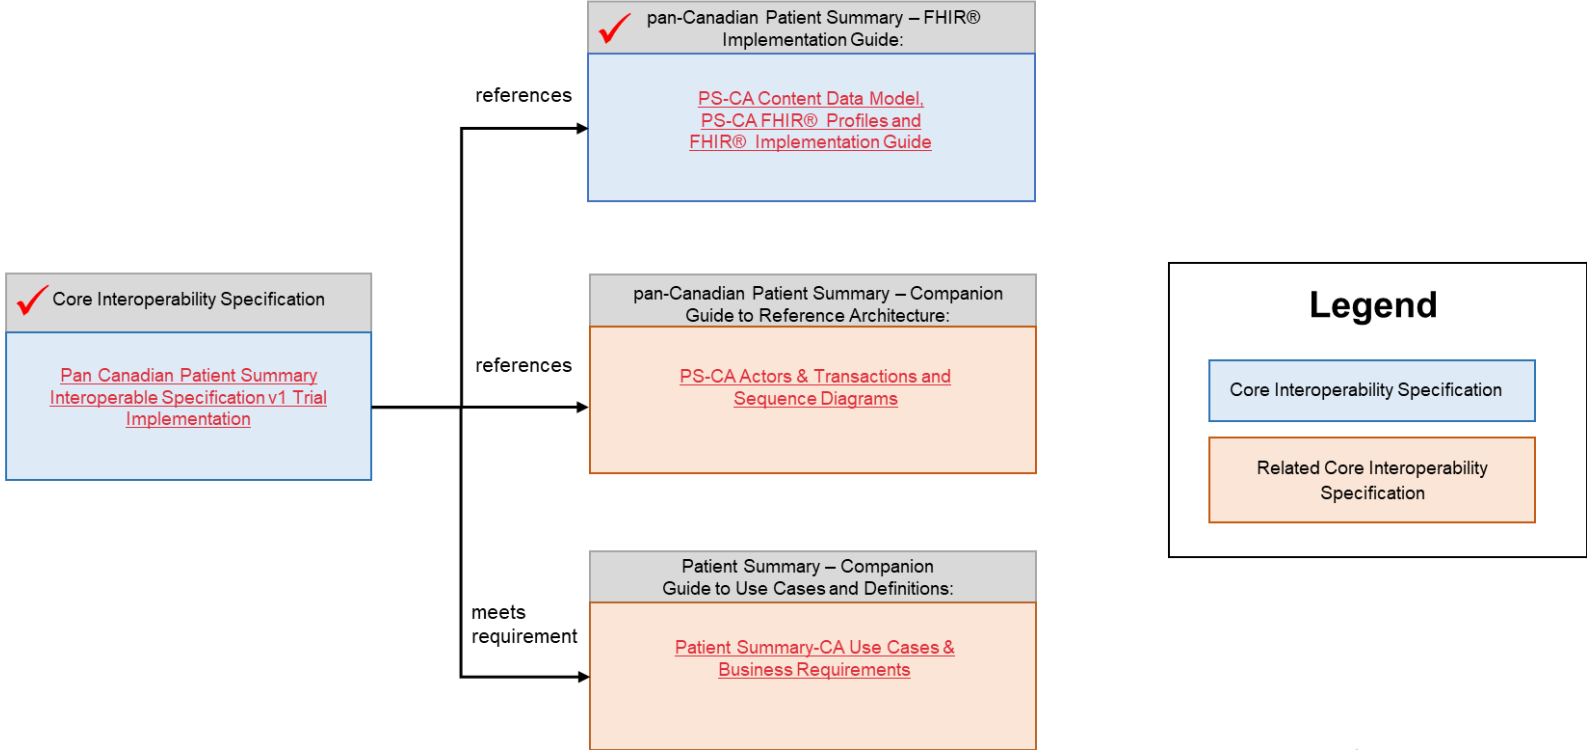 pan-Canadian Patient Summary – FHIR®
Implementation Guide:
PS-CA Content Data Model,
PS-CA FHIR® Profiles and
FHIR® Implementation Guide
references
Core Interoperability Specification
Pan Canadian Patient Summary
Interoperable Specification v1 Trial
Implementation
references
pan-Canadian Patient Summary – Companion
Guide to Reference Architecture:
PS-CA Actors & Transactions and
Sequence Diagrams
meets
requirement
Patient Summary – Companion
Guide to Use Cases and Definitions:
Patient Summary-CA Use Cases &
Business Requirements
Legend
Core Interoperability Specification
Related Core Interoperability
Specification